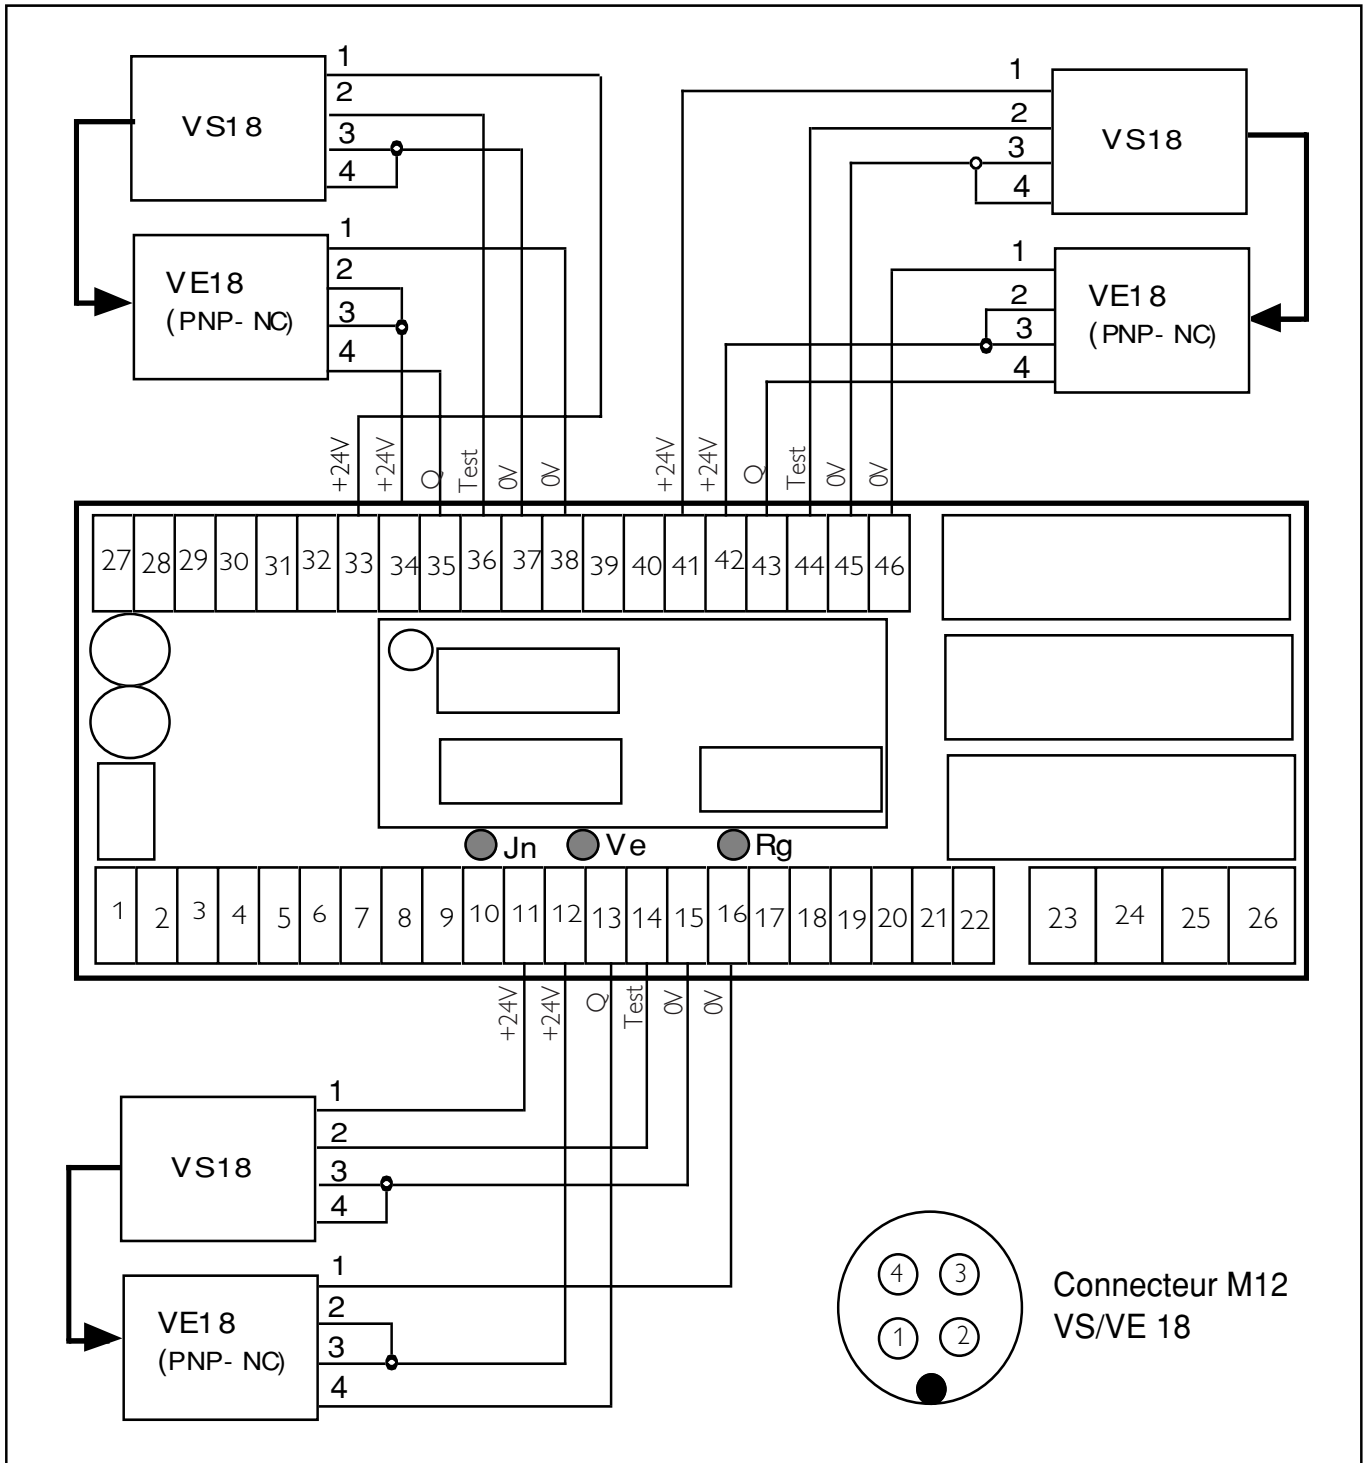 1
2
3
4
VS18
1
2
3
4
VE18
(PNP- NC)
1
2
3
4
VS18
1
2
3
4
VE18
(PNP- NC)
+24V +24V Q Test 0V 0V
+24V +24V Q Test 0V 0V
27 28 29 30 31 32 33 34 35 36 37 38 39 40 41 42 43 44 45 46
Jn Ve Rg
1 2 3 4 5 6 7 8 9 10 11 12 13 14 15 16 17 18 19 20 21 22 23 24 25 26
+24V +24V Q Test 0V 0V
1
2
3
4
VS18
1
2
3
4
VE18
(PNP- NC)
4 3
1 2
Connecteur M12
VS/VE 18